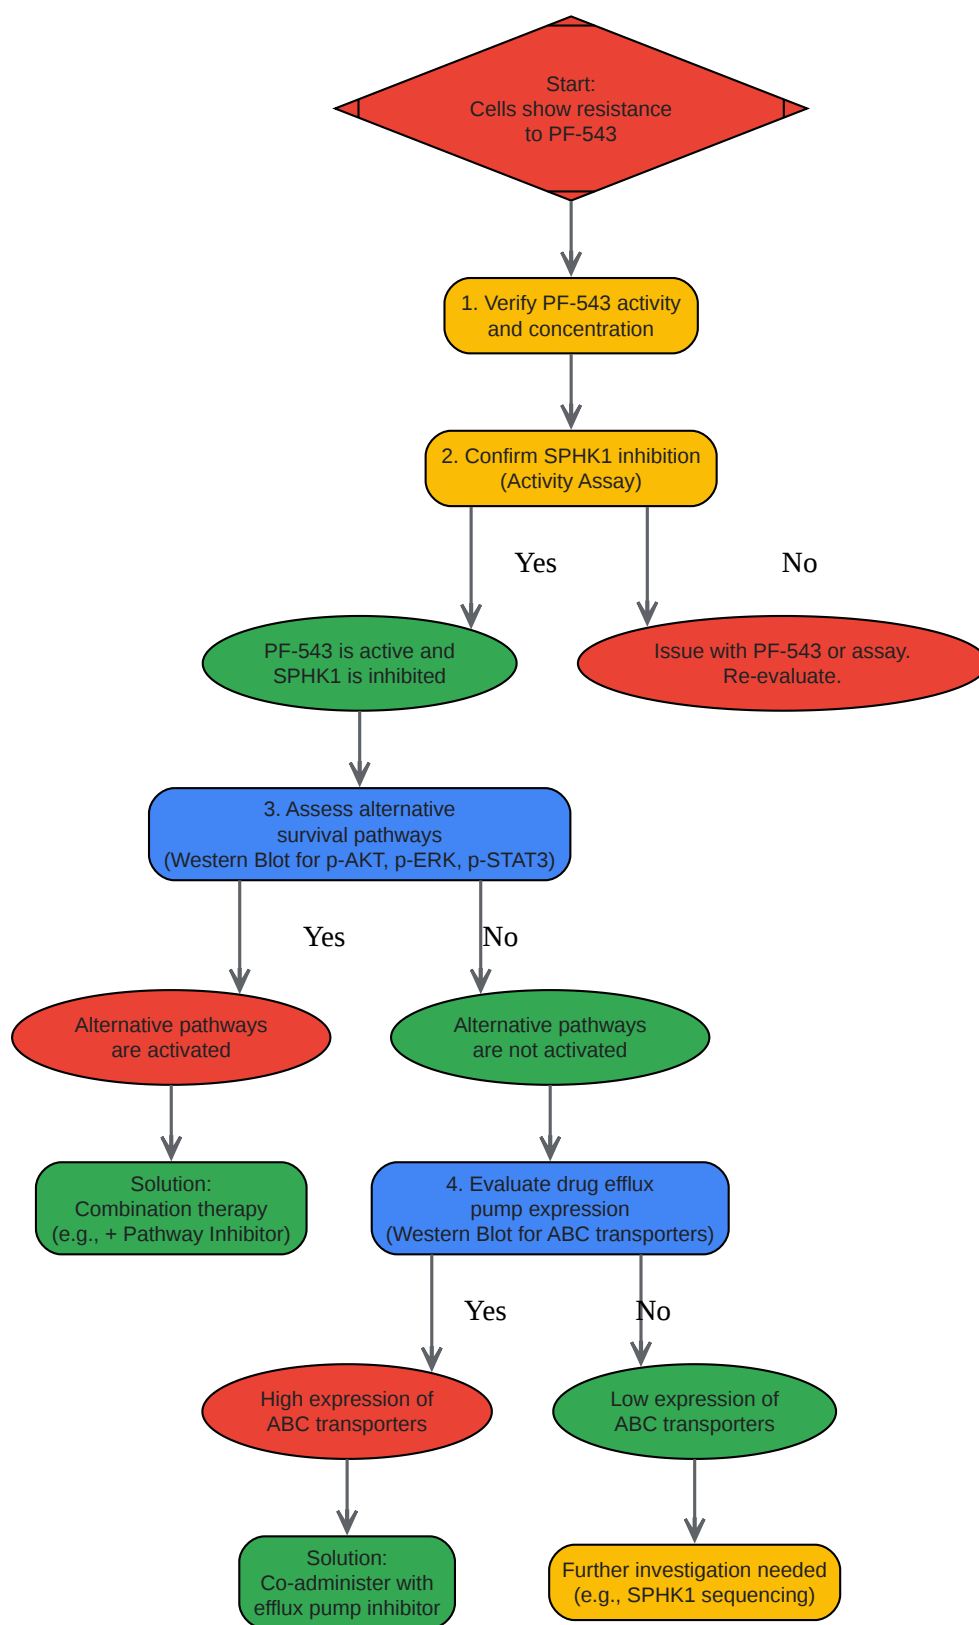 Start:
Cells show resistance
to PF-543
1. Verify PF-543 activity
and concentration
2. Confirm SPHK1 inhibition
(Activity Assay)
Yes
No
PF-543 is active and
SPHK1 is inhibited
Issue with PF-543 or assay.
Re-evaluate.
3. Assess alternative
survival pathways
(Western Blot for p-AKT, p-ERK, p-STAT3)
Yes
No
Alternative pathways
are activated
Alternative pathways
are not activated
Solution:
Combination therapy
(e.g., + Pathway Inhibitor)
4. Evaluate drug efflux
pump expression
(Western Blot for ABC transporters)
Yes
No
High expression of
ABC transporters
Low expression of
ABC transporters
Solution:
Co-administer with
efflux pump inhibitor
Further investigation needed
(e.g., SPHK1 sequencing)